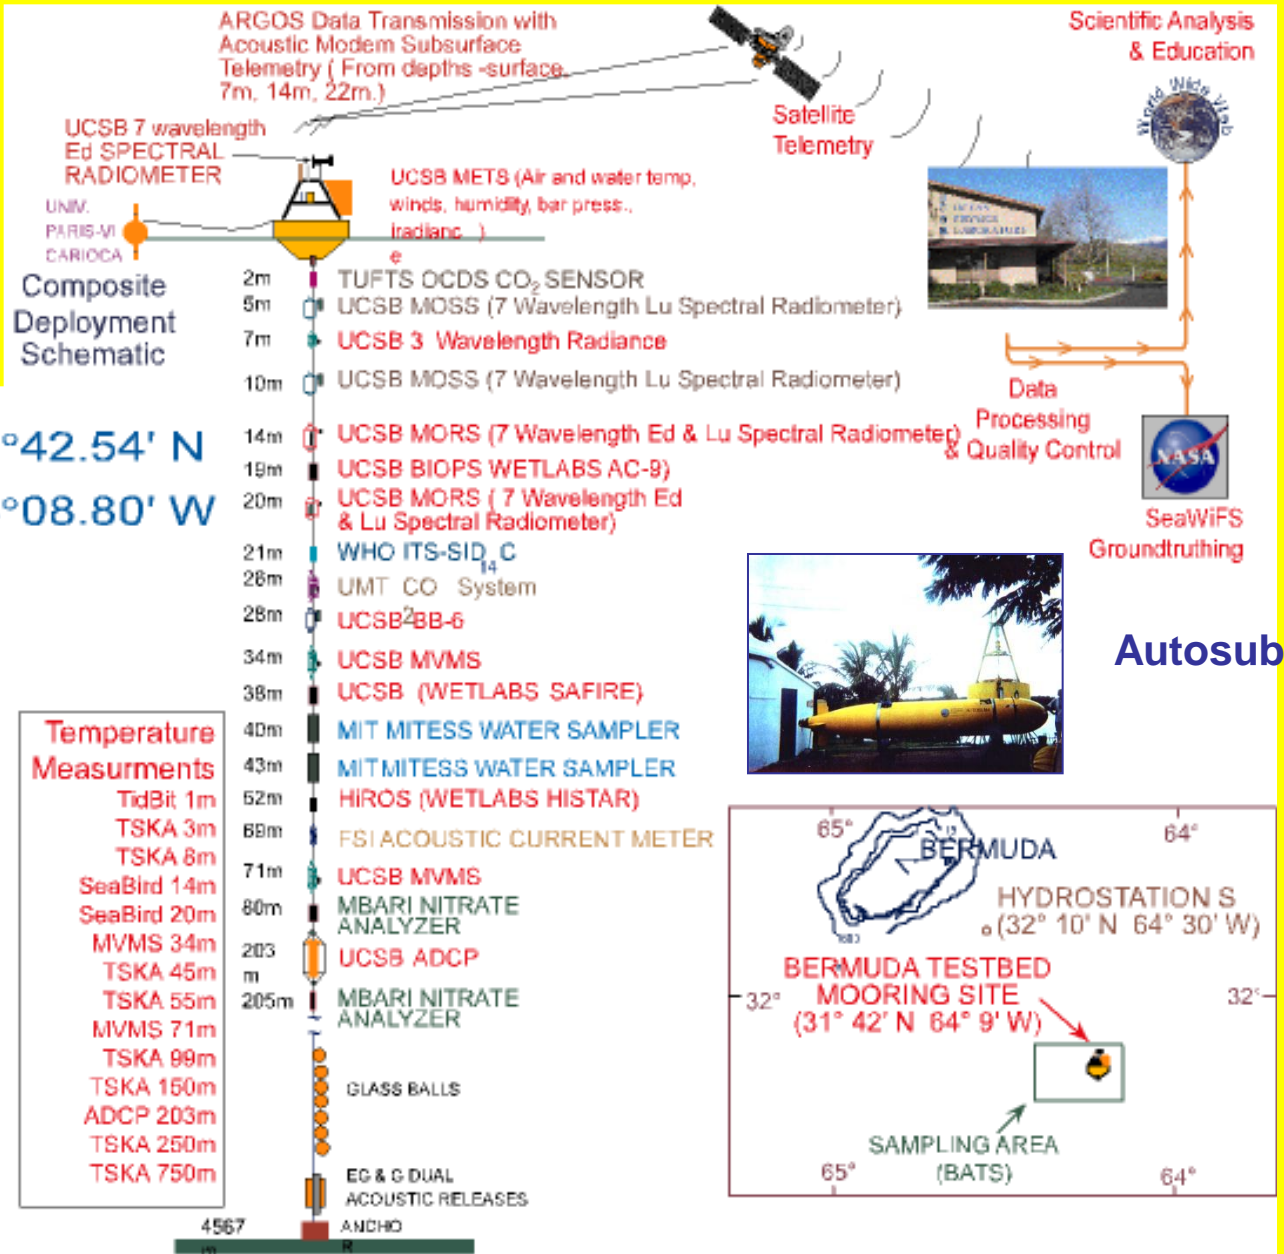 ARGOS Data Transmission with
Acoustic Modem Subsurface
Telemetry ( From depths -surface,
7m, 14m, 22m.)
Scientific Analysis
& Education
World Wide Web
Satellite
Telemetry
UCSB 7 wavelength
Ed SPECTRAL
RADIOMETER
UCSB METS (Air and water temp,
winds, humidity, bar press.,
iradianc )
e
UNIV.
PARIS-VI
CARIOCA
Composite
Deployment
Schematic
°42.54' N
°08.80' W
2m TUFTS OCDS CO2 SENSOR
5m UCSB MOSS (7 Wavelength Lu Spectral Radiometer)
7m UCSB 3 Wavelength Radiance
10m UCSB MOSS (7 Wavelength Lu Spectral Radiometer)
14m UCSB MORS (7 Wavelength Ed & Lu Spectral Radiometer)
19m UCSB BIOPS WETLABS AC-9)
20m UCSB MORS ( 7 Wavelength Ed
& Lu Spectral Radiometer)
21m WHO ITS-SID 14 C
26m UMT CO System
2
28m UCSB BB-6
34m UCSB MVMS
38m UCSB (WETLABS SAFIRE)
40m MIT MITESS WATER SAMPLER
43m MITMITESS WATER SAMPLER
52m HiROS (WETLABS HISTAR)
69m FSI ACOUSTIC CURRENT METER
71m UCSB MVMS
80m MBARI NITRATE
ANALYZER
203
m UCSB ADCP
205m MBARI NITRATE
ANALYZER
GLASS BALLS
EG & G DUAL
ACOUSTIC RELEASES
4567
m
ANCHO
R
Temperature
Measurments
TidBit 1m
TSKA 3m
TSKA 8m
SeaBird 14m
SeaBird 20m
MVMS 34m
TSKA 45m
TSKA 55m
MVMS 71m
TSKA 99m
TSKA 150m
ADCP 203m
TSKA 250m
TSKA 750m
Data
Processing
& Quality Control
NASA
SeaWiFS
Groundtruthing
Autosub
65° 64°
BERMUDA
HYDROSTATION S
(32° 10' N 64° 30' W)
BERMUDA TESTBED
MOORING SITE
(31° 42' N 64° 9' W)
32° 32°
SAMPLING AREA
(BATS)
65° 64°